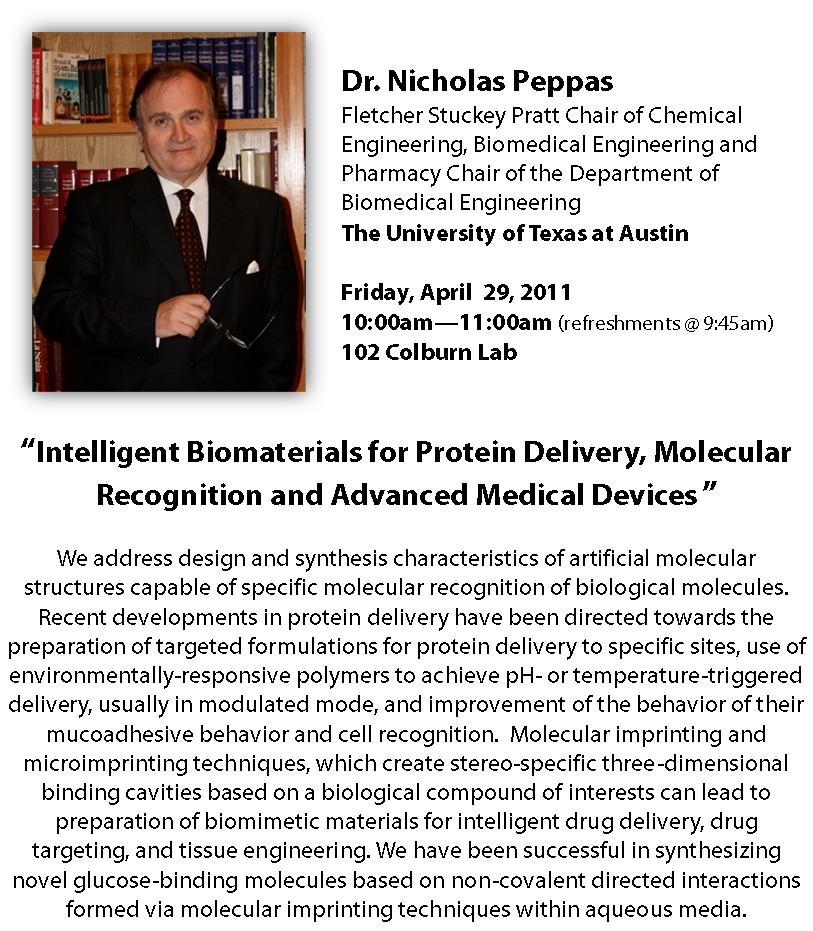 Dr. Nicholas Peppas
Fletcher Stuckey Pratt Chair of Chemical
Engineering, Biomedical Engineering and
Pharmacy Chair of the Department of
Biomedical Engineering
The University of Texas at Austin
Friday, April 29, 2011
10:00am—11:00am (refreshments @ 9:45am)
102 Colburn Lab
“Intelligent Biomaterials for Protein Delivery, Molecular
Recognition and Advanced Medical Devices”
We address design and synthesis characteristics of artificial molecular
structures capable of specific molecular recognition of biological molecules.
Recent developments in protein delivery have been directed towards the
preparation of targeted formulations for protein delivery to specific sites, use of
environmentally-responsive polymers to achieve pH- or temperature-triggered
delivery, usually in modulated mode, and improvement of the behavior of their
mucoadhesive behavior and cell recognition. Molecular imprinting and
microimprinting techniques, which create stereo-specific three-dimensional
binding cavities based on a biological compound of interests can lead to
preparation of biomimetic materials for intelligent drug delivery, drug
targeting, and tissue engineering. We have been successful in synthesizing
novel glucose-binding molecules based on non-covalent directed interactions
formed via molecular imprinting techniques within aqueous media.